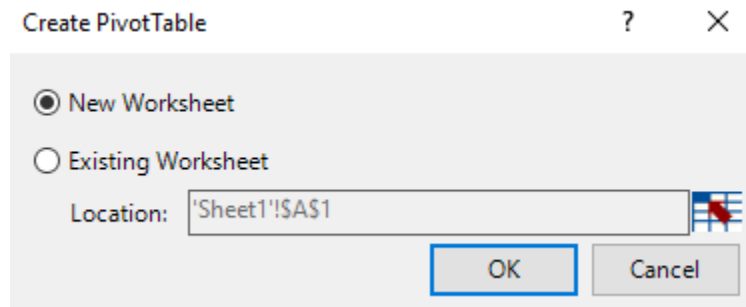 Create PivotTable ? ×
New Worksheet
Existing Worksheet
Location: 'Sheet1'!$A$1
OK Cancel